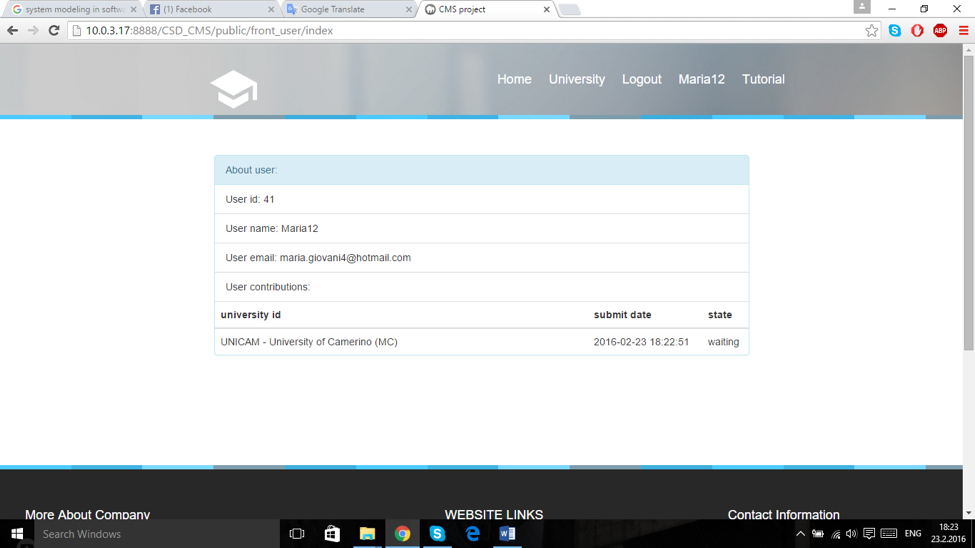 system modeling in softw
(1) Facebook
Google Translate
CMS project
10.0.3.17:8888/CSD_CMS/public/front_user/index
ABP
Home University Logout Maria12 Tutorial
About user:
User id: 41
User name: Maria12
User email: maria.giovani4@hotmail.com
User contributions:
university id submit date state
UNICAM - University of Camerino (MC) 2016-02-23 18:22:51 waiting
More About Company WEBSITE LINKS Contact Information
Search Windows
ENG
18:23
23.2.2016